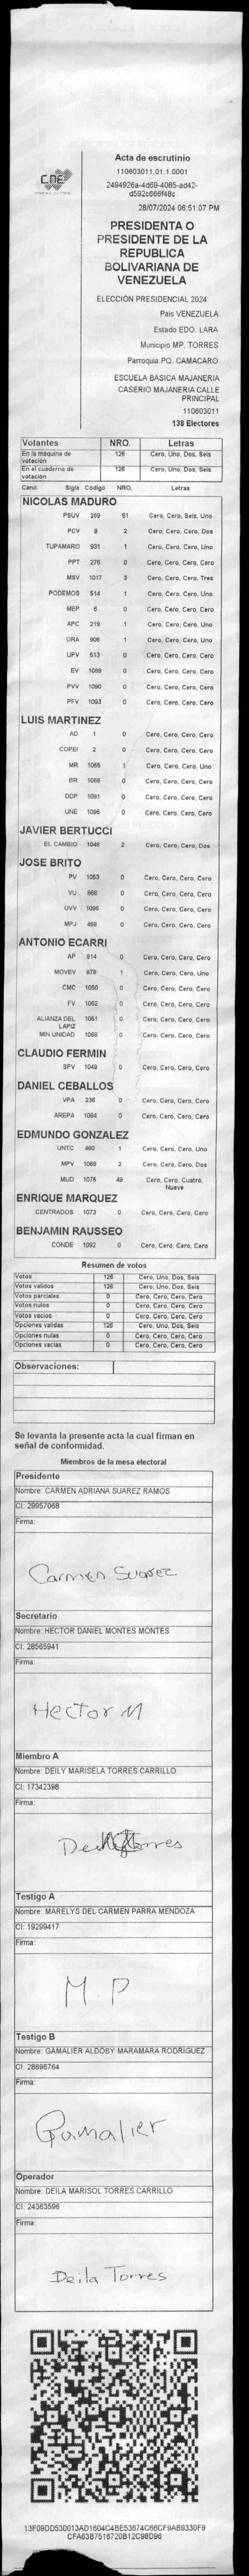 CNE
Acta de escrutinio
110603011.01.1.0001
2494926a-4d69-4085-ad42-
d592c666f48c
28/07/2024 06:51:07 PM
PRESIDENTA O
PRESIDENTE DE LA
REPUBLICA
BOLIVARIANA DE
VENEZUELA
ELECCIÓN PRESIDENCIAL 2024
País VENEZUELA
Estado EDO. LARA
Municipio MP. TORRES
Parroquia PQ. CAMACARO
ESCUELA BÁSICA MAJANERIA
CASERIO MAJANERIA CALLE
PRINCIPAL
110603011
138 Electores
Votantes NRO. Letras
En la máquina de votación 126 Cero, Uno, Dos, Seis
En el cuaderno de votación 126 Cero, Uno, Dos, Seis
Cand. Sigla Código NRO. Letras
NICOLAS MADURO
PSUV 269 61 Cero, Cero, Seis, Uno
PCV 9 2 Cero, Cero, Cero, Dos
TUPAMARO 931 1 Cero, Cero, Cero, Uno
PPT 276 0 Cero, Cero, Cero, Cero
MSV 1017 3 Cero, Cero, Cero, Tres
PODEMOS 514 1 Cero, Cero, Cero, Uno
MEP 6 0 Cero, Cero, Cero, Cero
APC 219 1 Cero, Cero, Cero, Uno
ORA 906 1 Cero, Cero, Cero, Uno
UPV 513 0 Cero, Cero, Cero, Cero
EV 1089 0 Cero, Cero, Cero, Cero
PVV 1090 0 Cero, Cero, Cero, Cero
PFV 1093 0 Cero, Cero, Cero, Cero
LUIS MARTINEZ
AD 1 0 Cero, Cero, Cero, Cero
COPEI 2 0 Cero, Cero, Cero, Cero
MR 1065 1 Cero, Cero, Cero, Uno
BR 1066 0 Cero, Cero, Cero, Cero
DDP 1091 0 Cero, Cero, Cero, Cero
UNE 1095 0 Cero, Cero, Cero, Cero
JAVIER BERTUCCI
EL CAMBIO 1046 2 Cero, Cero, Cero, Dos
JOSE BRITO
PV 1053 0 Cero, Cero, Cero, Cero
VU 668 0 Cero, Cero, Cero, Cero
UVV 1096 0 Cero, Cero, Cero, Cero
MPJ 468 0 Cero, Cero, Cero, Cero
ANTONIO ECARRI
AP 914 0 Cero, Cero, Cero, Cero
MOVEV 979 1 Cero, Cero, Cero, Uno
CMC 1050 0 Cero, Cero, Cero, Cero
FV 1052 0 Cero, Cero, Cero, Cero
ALIANZA DEL LAPIZ 1051 0 Cero, Cero, Cero, Cero
MIN UNIDAD 1068 0 Cero, Cero, Cero, Cero
CLAUDIO FERMIN
SPV 1049 0 Cero, Cero, Cero, Cero
DANIEL CEBALLOS
VPA 236 0 Cero, Cero, Cero, Cero
AREPA 1094 0 Cero, Cero, Cero, Cero
EDMUNDO GONZALEZ
UNTC 460 1 Cero, Cero, Cero, Uno
MPV 1069 2 Cero, Cero, Cero, Dos
MUD 1075 49 Cero, Cero, Cuatro, Nueve
ENRIQUE MARQUEZ
CENTRADOS 1073 0 Cero, Cero, Cero, Cero
BENJAMIN RAUSSEO
CONDE 1092 0 Cero, Cero, Cero, Cero
Resumen de votos
Votos 126 Cero, Uno, Dos, Seis
Votos validos 126 Cero, Uno, Dos, Seis
Votos parciales 0 Cero, Cero, Cero, Cero
Votos nulos 0 Cero, Cero, Cero, Cero
Votos vacíos 0 Cero, Cero, Cero, Cero
Opciones validas 126 Cero, Uno, Dos, Seis
Opciones nulas 0 Cero, Cero, Cero, Cero
Opciones vacías 0 Cero, Cero, Cero, Cero
Observaciones:
Se levanta la presente acta la cual firman en
señal de conformidad.
Miembros de la mesa electoral
Presidente
Nombre: CARMEN ADRIANA SUAREZ RAMOS
CI: 29957068
Firma:
Carmen Suarez
Secretario
Nombre: HECTOR DANIEL MONTES MONTES
CI: 28565941
Firma:
Hector M
Miembro A
Nombre: DEILY MARISELA TORRES CARRILLO
CI: 17342398
Firma:
Testigo A
Nombre: MARELYS DEL CARMEN PARRA MENDOZA
CI: 19299417
Firma:
M. P
Testigo B
Nombre: GAMALIER ALDOBY MARAMARA RODRIGUEZ
CI: 28696764
Firma:
Gamalier
Operador
Nombre: DEILA MARISOL TORRES CARRILLO
CI: 24363596
Firma:
Deila Torres
13F09DD530013AD1604C4BE53674C66CF9AB9330F9
CFA63B7516720B12C98D96